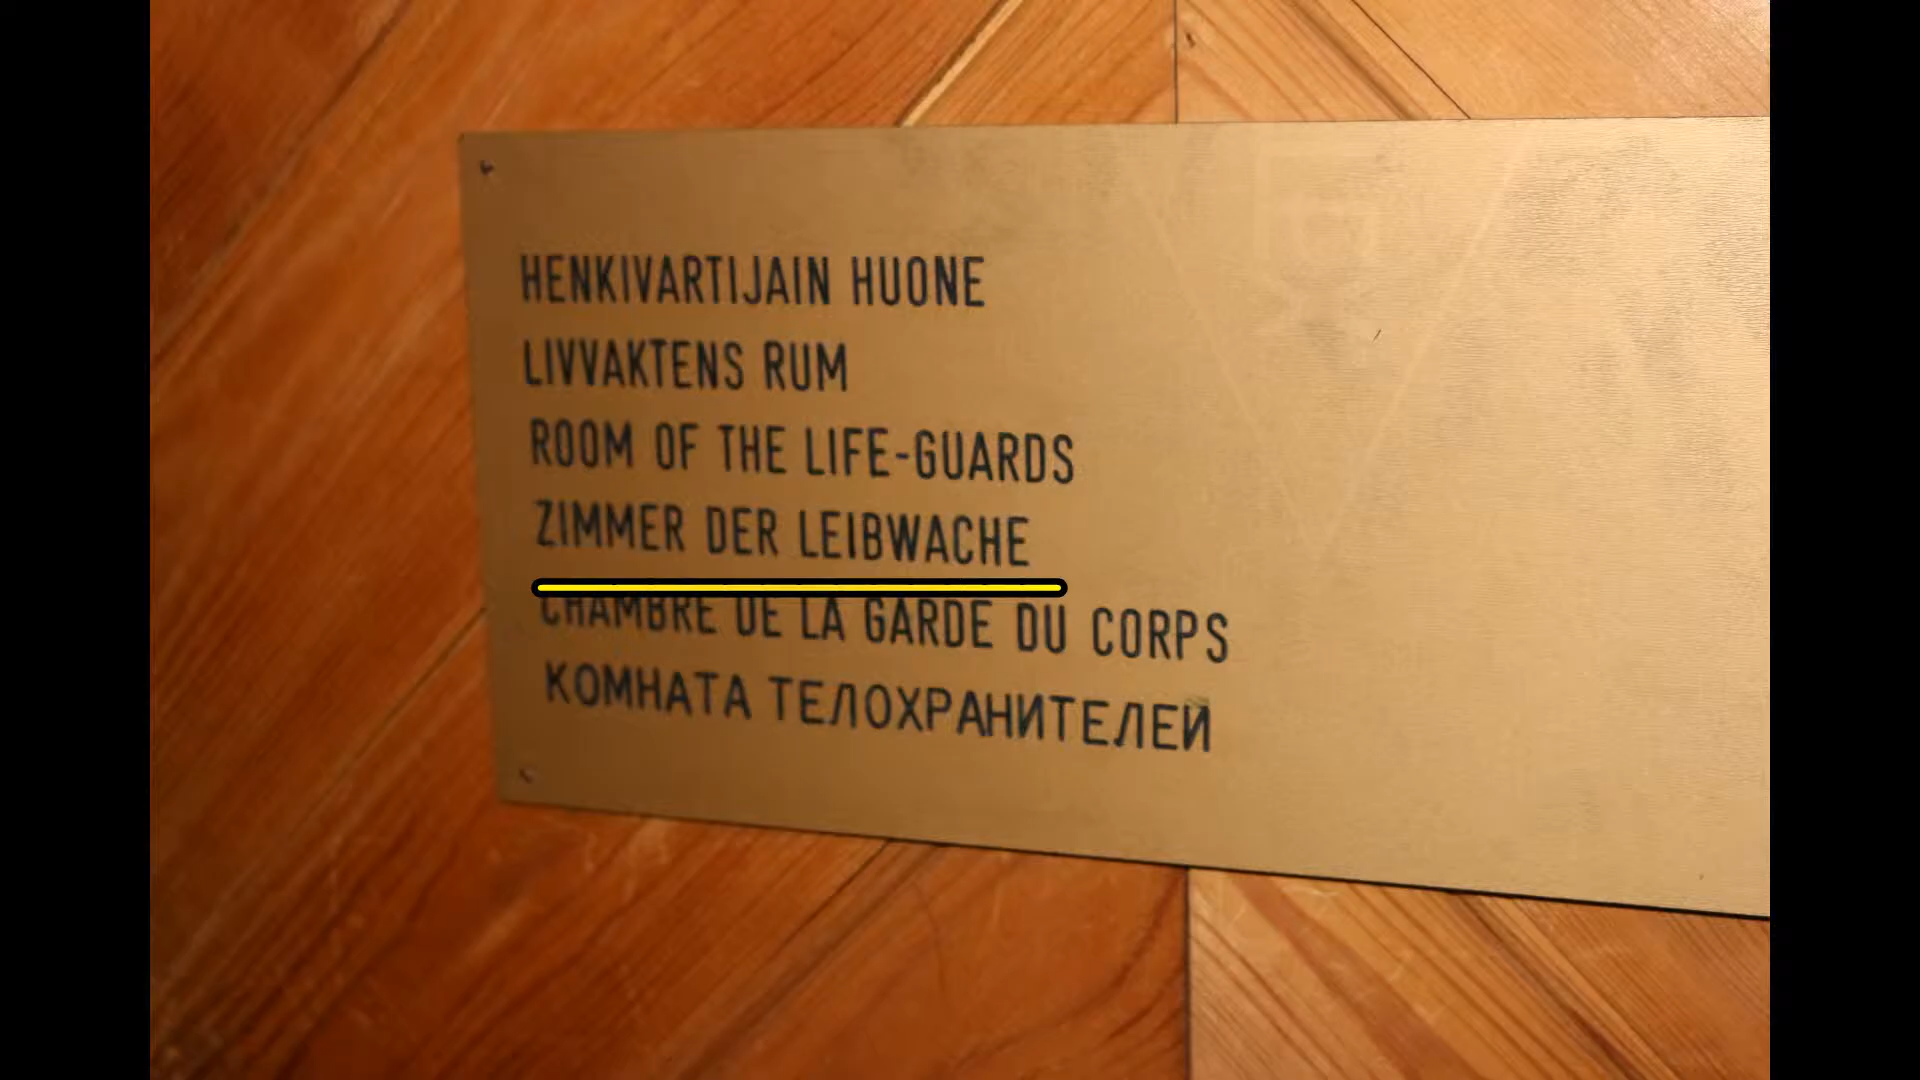 HENKIVARTIJAIN HUONE
LIVVAKTENS RUM
ROOM OF THE LIFE-GUARDS
ZIMMER DER LEIBWACHE
CHAMBRE DE LA GARDE DU CORPS
КОМНАТА ТЕЛОХРАНИТЕЛЕЙ